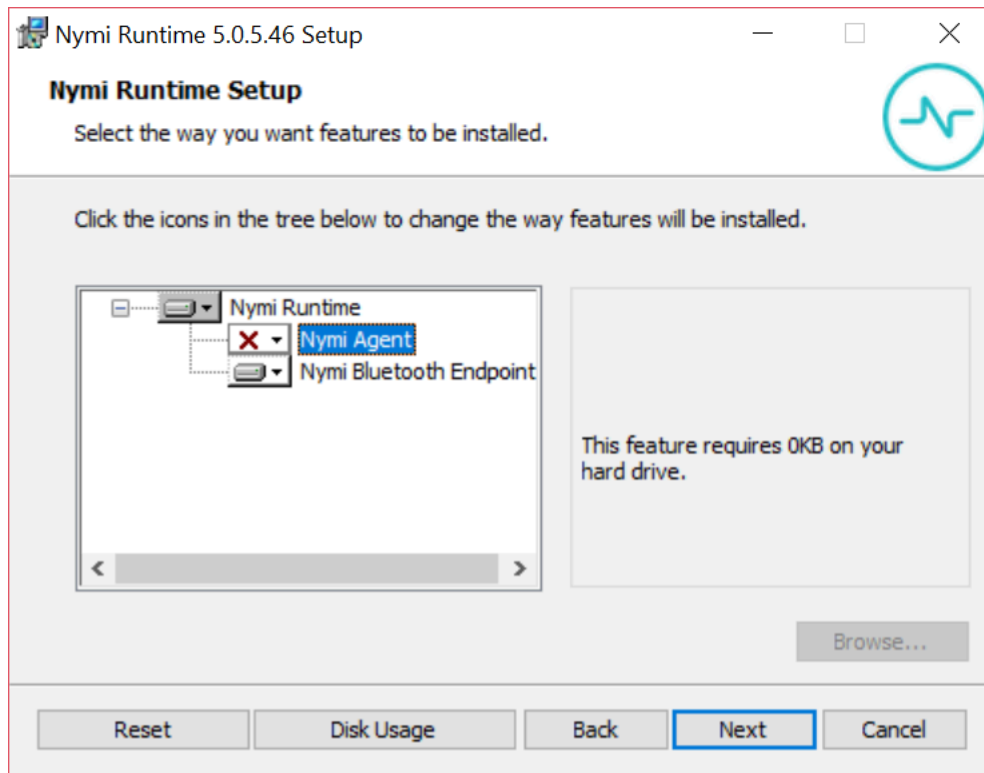 Nymi Runtime 5.0.5.46 Setup
Nymi Runtime Setup
Select the way you want features to be installed.
Click the icons in the tree below to change the way features will be installed.
Nymi Runtime
Nymi Agent
Nymi Bluetooth Endpoint
This feature requires 0KB on your
hard drive.
Browse...
Reset
Disk Usage
Back
Next
Cancel